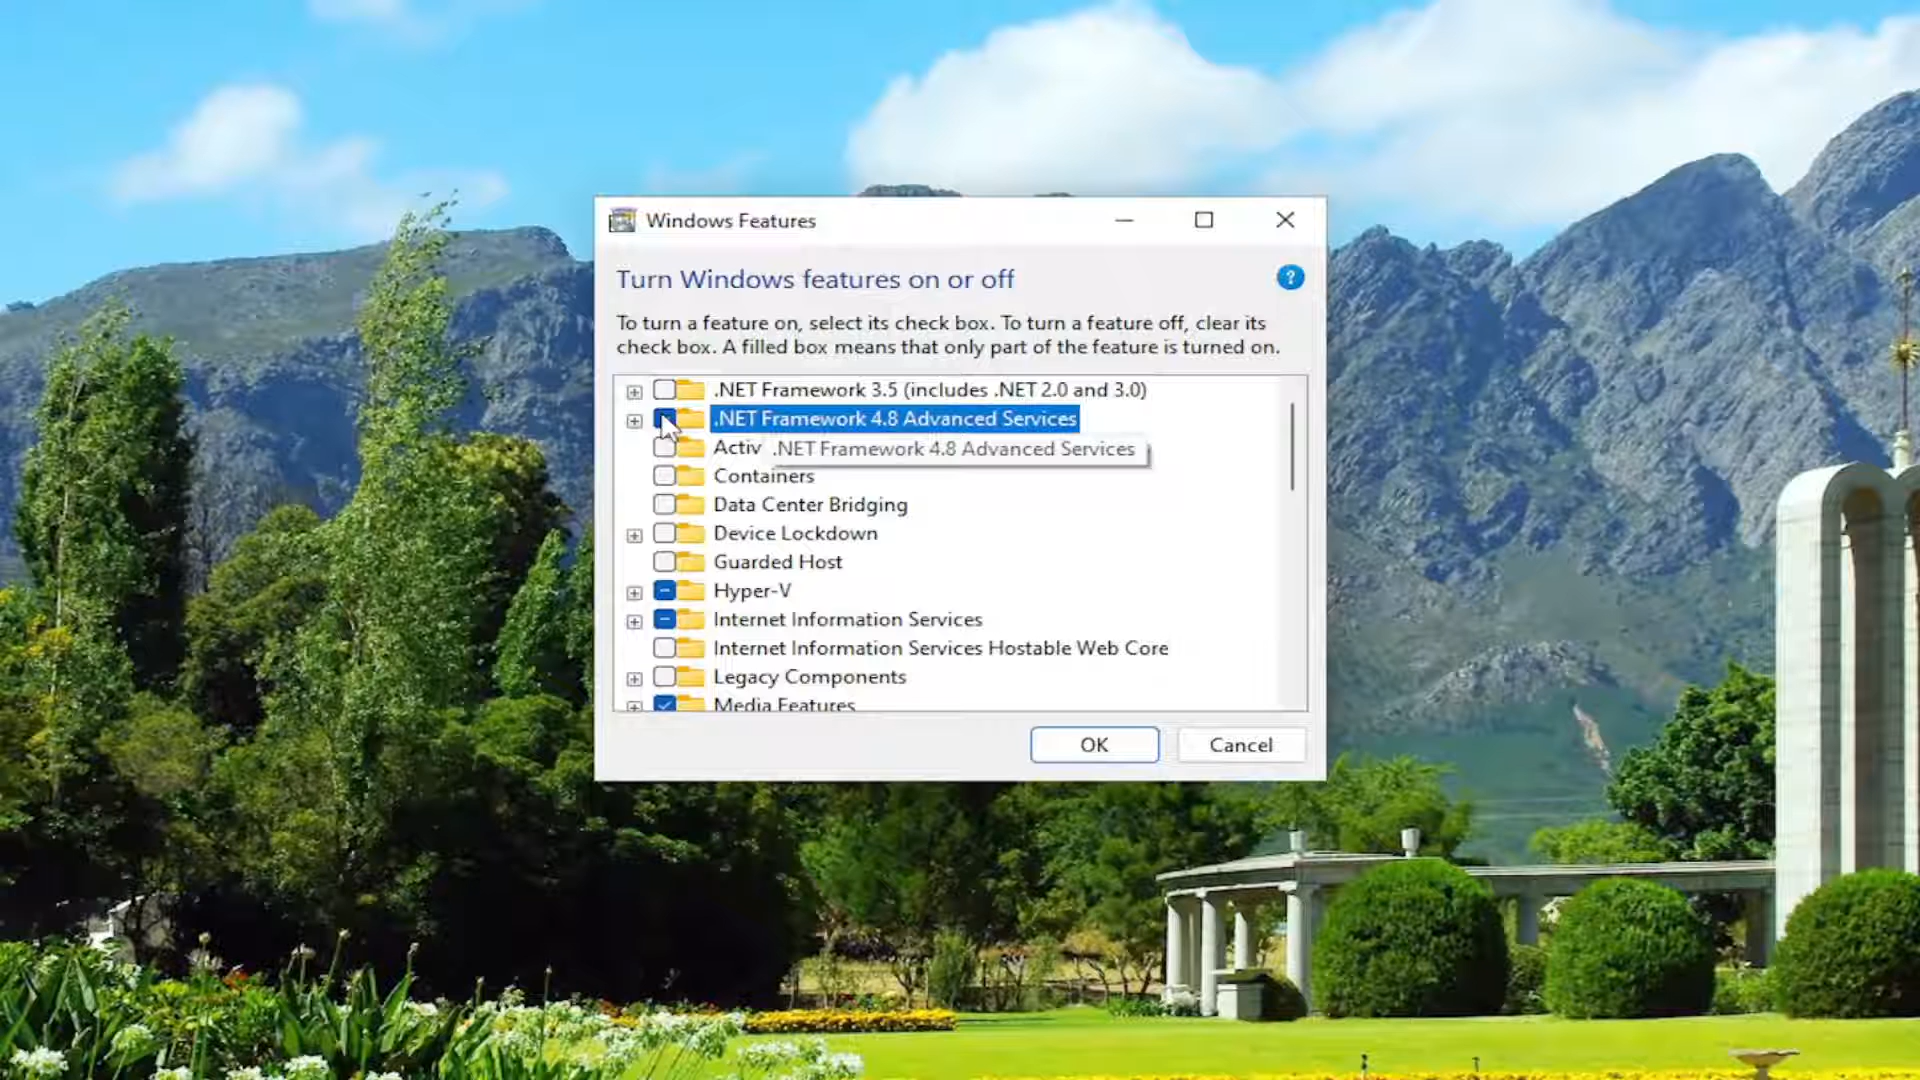 Windows Features
Turn Windows features on or off
?
To turn a feature on, select its check box. To turn a feature off, clear its
check box. A filled box means that only part of the feature is turned on.
.NET Framework 3.5 (includes .NET 2.0 and 3.0)
.NET Framework 4.8 Advanced Services
Activ
.NET Framework 4.8 Advanced Services
Containers
Data Center Bridging
Device Lockdown
Guarded Host
Hyper-V
Internet Information Services
Internet Information Services Hostable Web Core
Legacy Components
Media Features
OK
Cancel